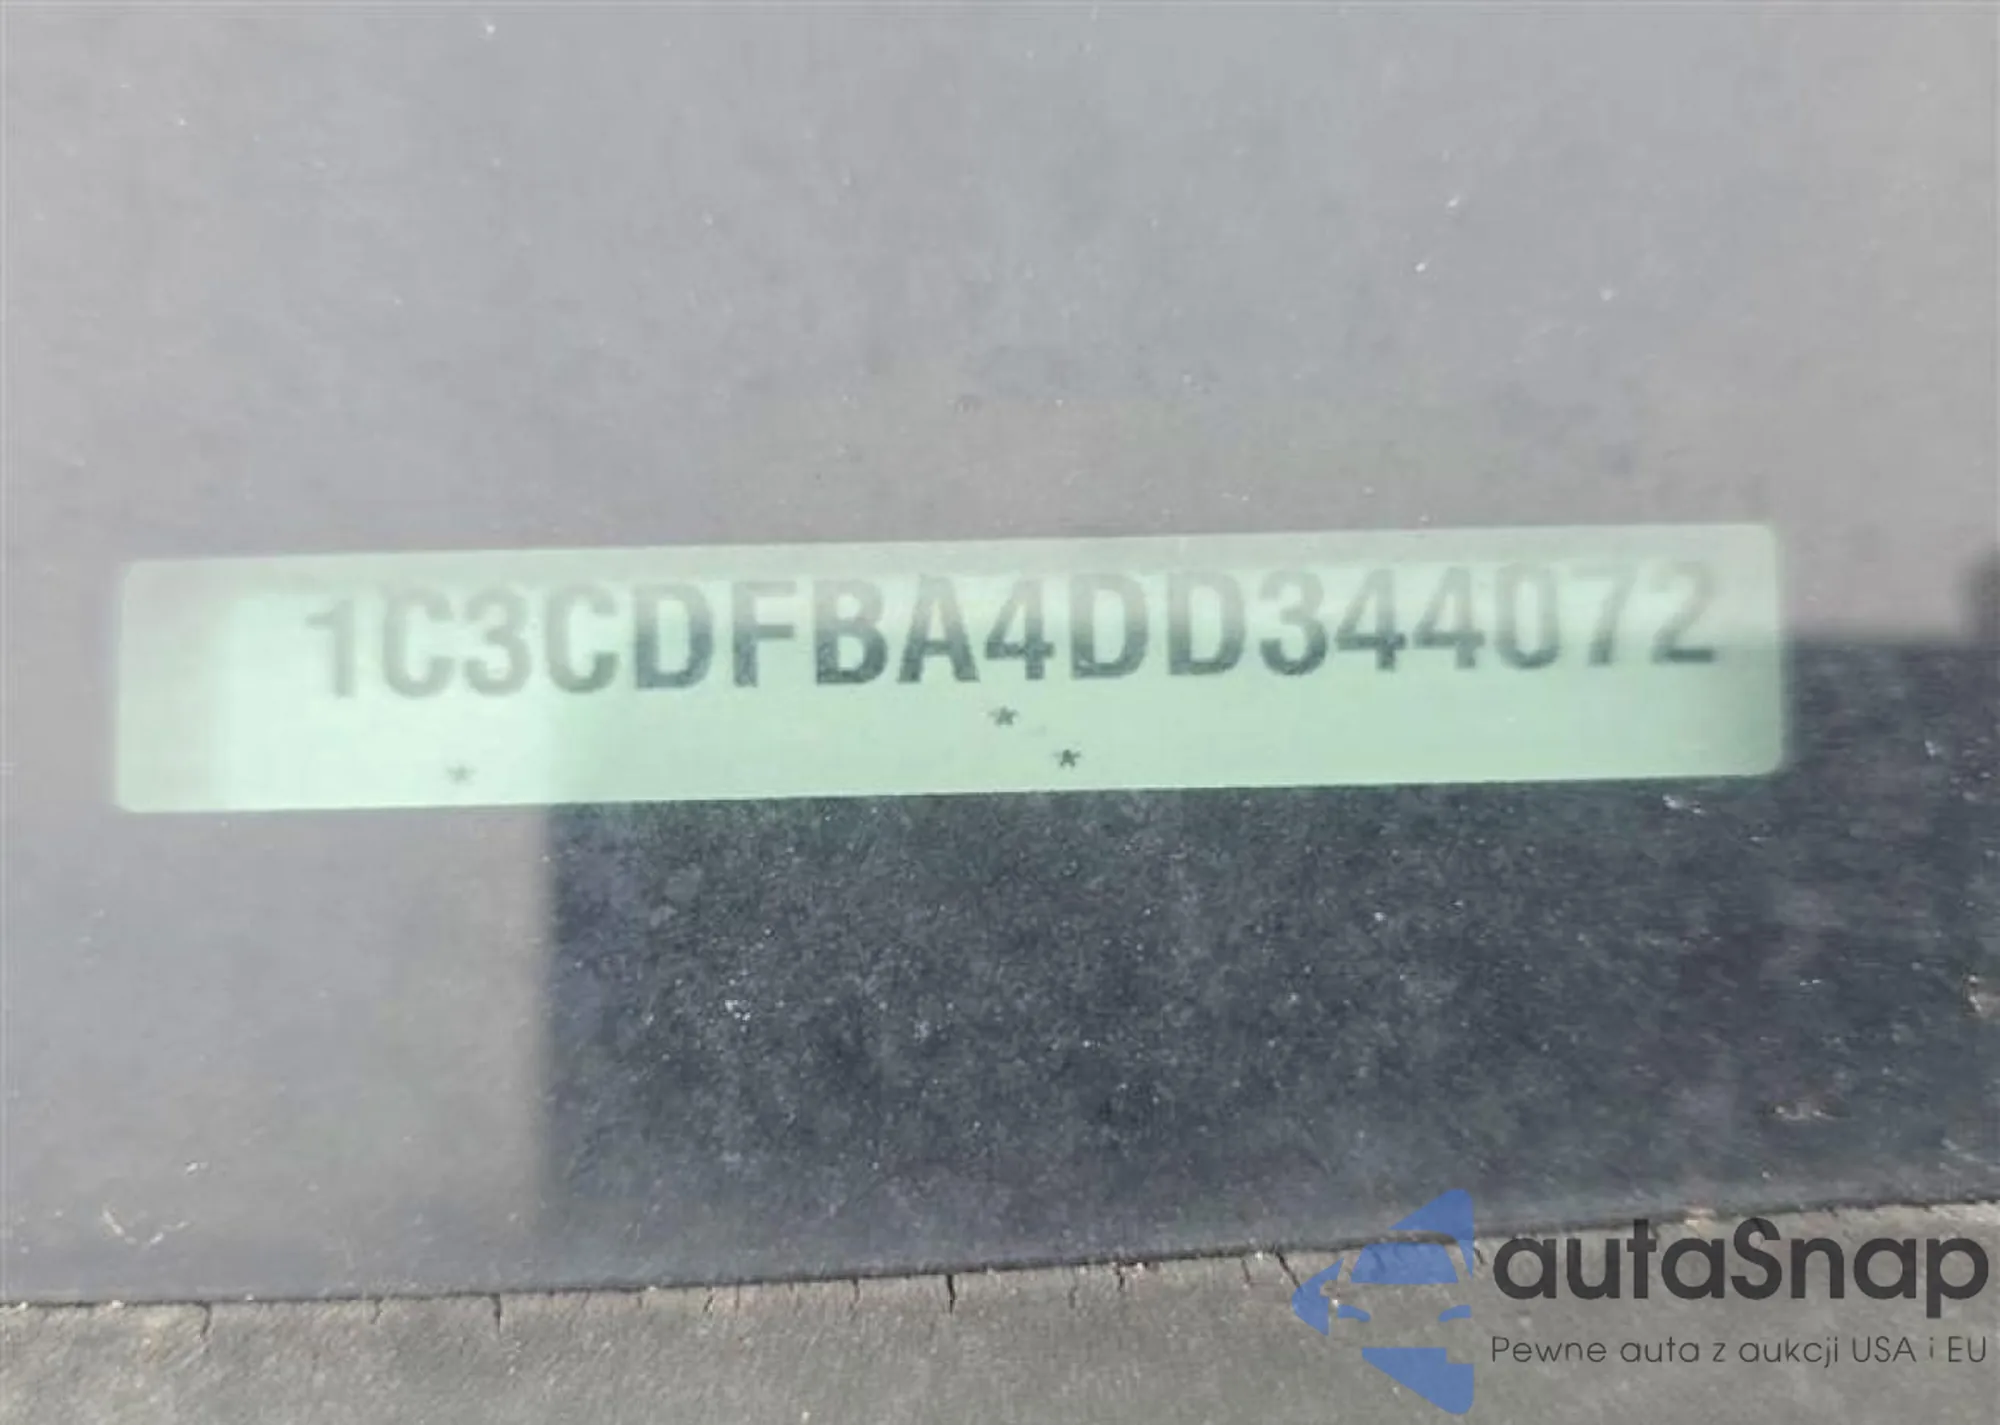 1C3CDFBA4DD344072
*
*
*
autaSnap
Pewne auta z aukcji USA i EU